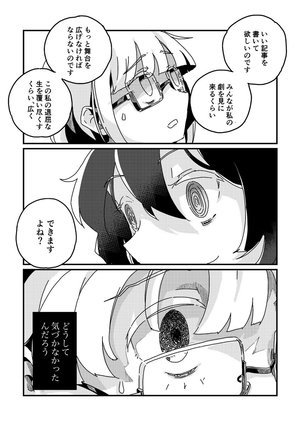 いい記事を
書いて
欲しいのです
みんなが私の
劇を見に
来るくらい
もっと舞台を
広げなければ
ならないのです
この私の退屈な
生を覆い尽くす
くらい、広く
できます
よね？
どうして
気づかなかった
んだろう